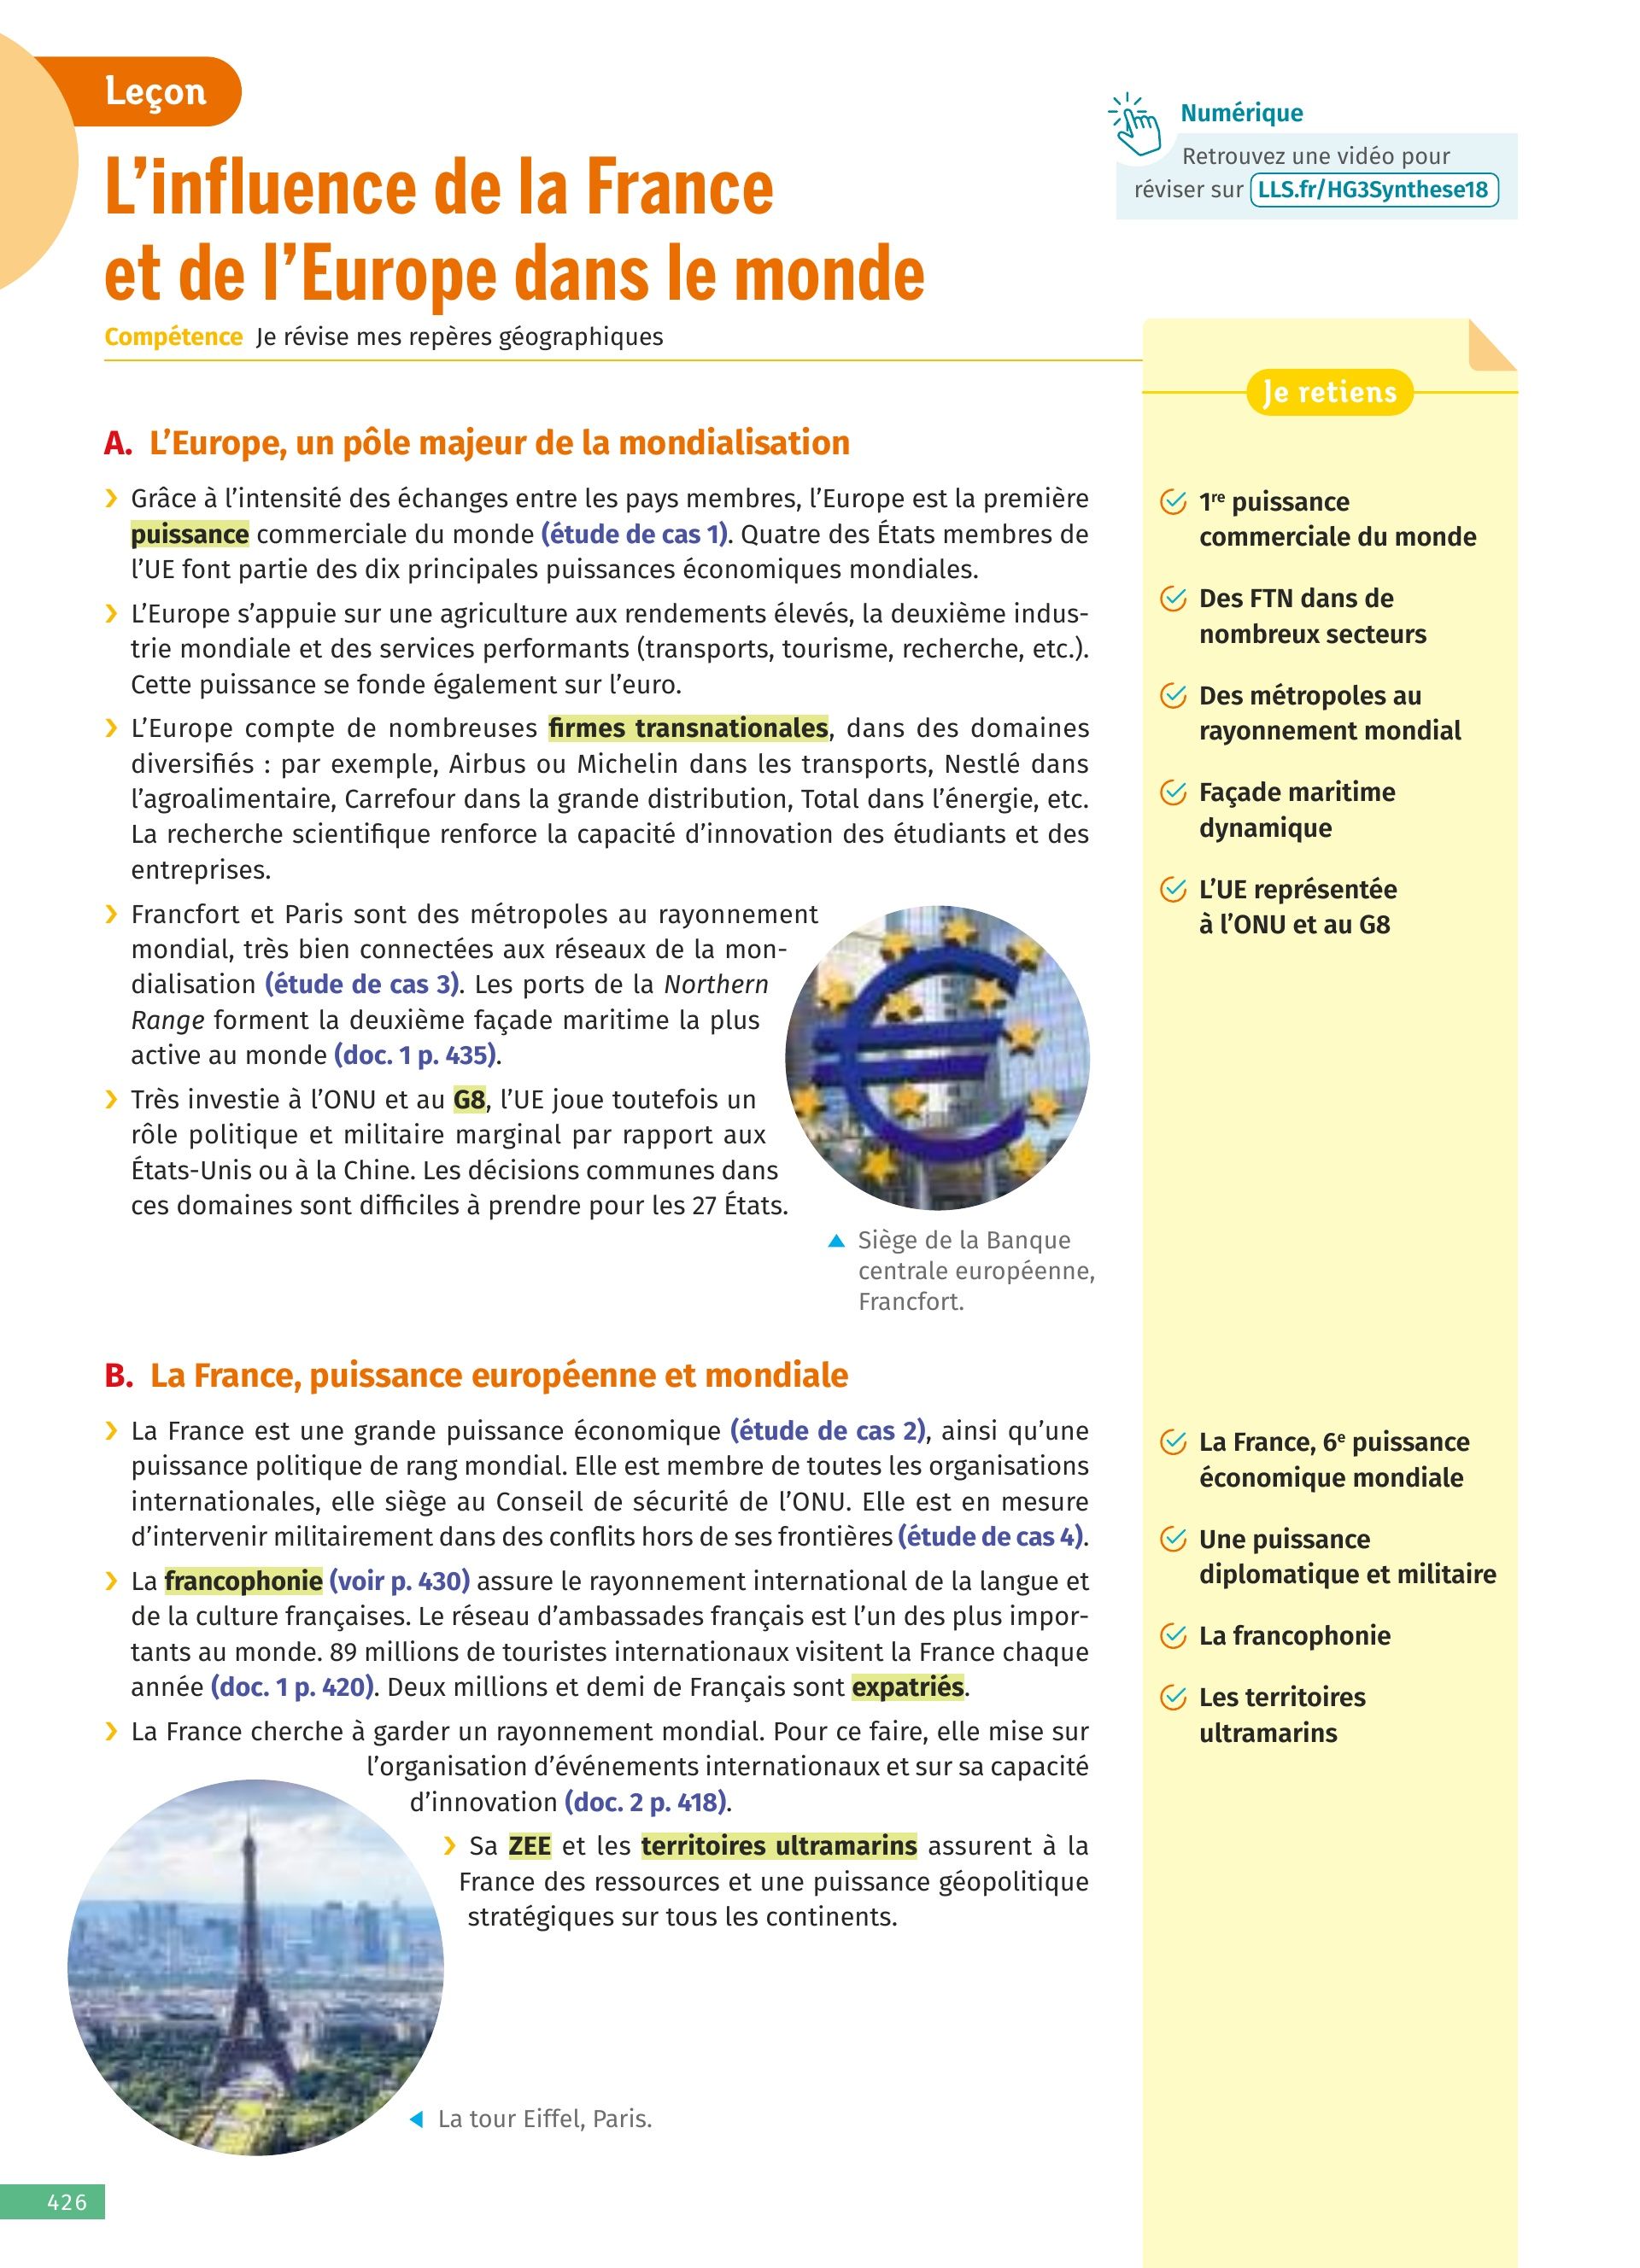 Leçon
L'influence de la France
et de l'Europe dans le monde
Compétence Je révise mes repères géographiques
Numérique
Retrouvez une vidéo pour
réviser sur LLS.fr/HG3Synthese18
A. L'Europe, un pôle majeur de la mondialisation
› Grâce à l'intensité des échanges entre les pays membres, l'Europe est la première
puissance commerciale du monde (étude de cas 1). Quatre des États membres de
l'UE font partie des dix principales puissances économiques mondiales.
› L'Europe s'appuie sur une agriculture aux rendements élevés, la deuxième indus-
trie mondiale et des services performants (transports, tourisme, recherche, etc.).
Cette puissance se fonde également sur l'euro.
› L'Europe compte de nombreuses firmes transnationales, dans des domaines
diversifiés : par exemple, Airbus ou Michelin dans les transports, Nestlé dans
l'agroalimentaire, Carrefour dans la grande distribution, Total dans l'énergie, etc.
La recherche scientifique renforce la capacité d'innovation des étudiants et des
entreprises.
› Francfort et Paris sont des métropoles au rayonnement
mondial, très bien connectées aux réseaux de la mon-
dialisation (étude de cas 3). Les ports de la Northern
Range forment la deuxième façade maritime la plus
active au monde (doc. 1 p. 435).
› Très investie à l'ONU et au G8, l'UE joue toutefois un
rôle politique et militaire marginal par rapport aux
États-Unis ou à la Chine. Les décisions communes dans
ces domaines sont difficiles à prendre pour les 27 États.
Siège de la Banque
centrale européenne,
Francfort.
B. La France, puissance européenne et mondiale
› La France est une grande puissance économique (étude de cas 2), ainsi qu'une
puissance politique de rang mondial. Elle est membre de toutes les organisations
internationales, elle siège au Conseil de sécurité de l'ONU. Elle est en mesure
d'intervenir militairement dans des conflits hors de ses frontières (étude de cas 4).
› La francophonie (voir p. 430) assure le rayonnement international de la langue et
de la culture françaises. Le réseau d'ambassades français est l'un des plus impor-
tants au monde. 89 millions de touristes internationaux visitent la France chaque
année (doc. 1 p. 420). Deux millions et demi de Français sont expatriés.
› La France cherche à garder un rayonnement mondial. Pour ce faire, elle mise sur
l'organisation d'événements internationaux et sur sa capacité
d'innovation (doc. 2 p. 418).
› Sa ZEE et les territoires ultramarins assurent à la
France des ressources et une puissance géopolitique
stratégiques sur tous les continents.
La tour Eiffel, Paris.
Je retiens
1re puissance
commerciale du monde
Des FTN dans de
nombreux secteurs
Des métropoles au
rayonnement mondial
Façade maritime
dynamique
L'UE représentée
à l'ONU et au G8
La France, 6e puissance
économique mondiale
Une puissance
diplomatique et militaire
La francophonie
Les territoires
ultramarins
426